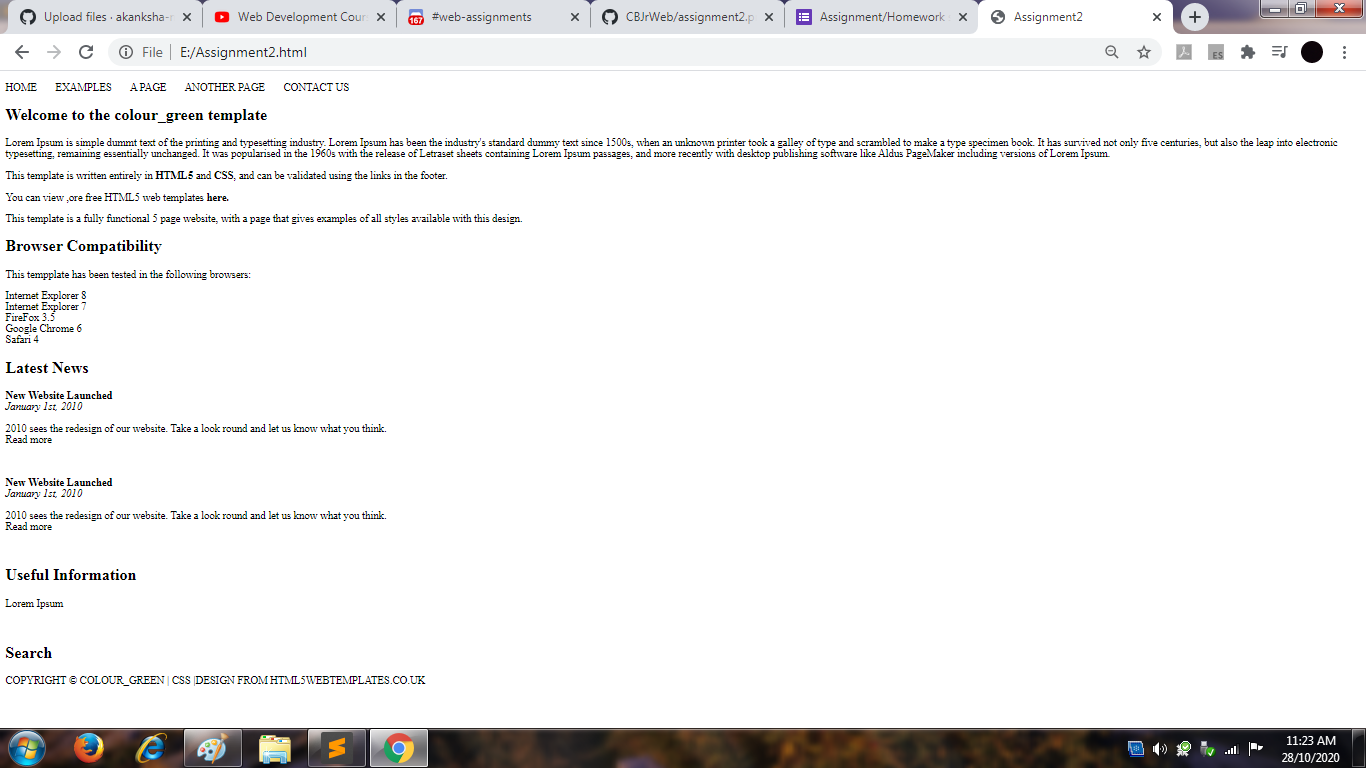 Upload files · akanksha-r
Web Development Cour
#web-assignments
CBJrWeb/assignment2.p
Assignment/Homework s
Assignment2
167
File | E:/Assignment2.html
ES
HOME EXAMPLES A PAGE ANOTHER PAGE CONTACT US
Welcome to the colour_green template
Lorem Ipsum is simple dummt text of the printing and typesetting industry. Lorem Ipsum has been the industry's standard dummy text since 1500s, when an unknown printer took a galley of type and scrambled to make a type specimen book. It has survived not only five centuries, but also the leap into electronic
typesetting, remaining essentially unchanged. It was popularised in the 1960s with the release of Letraset sheets containing Lorem Ipsum passages, and more recently with desktop publishing software like Aldus PageMaker including versions of Lorem Ipsum.
This template is written entirely in HTML5 and CSS, and can be validated using the links in the footer.
You can view ,ore free HTML5 web templates here.
This template is a fully functional 5 page website, with a page that gives examples of all styles available with this design.
Browser Compatibility
This tempplate has been tested in the following browsers:
Internet Explorer 8
Internet Explorer 7
FireFox 3.5
Google Chrome 6
Safari 4
Latest News
New Website Launched
January 1st, 2010
2010 sees the redesign of our website. Take a look round and let us know what you think.
Read more
New Website Launched
January 1st, 2010
2010 sees the redesign of our website. Take a look round and let us know what you think.
Read more
Useful Information
Lorem Ipsum
Search
COPYRIGHT © COLOUR_GREEN | CSS |DESIGN FROM HTML5WEBTEMPLATES.CO.UK
11:23 AM
28/10/2020